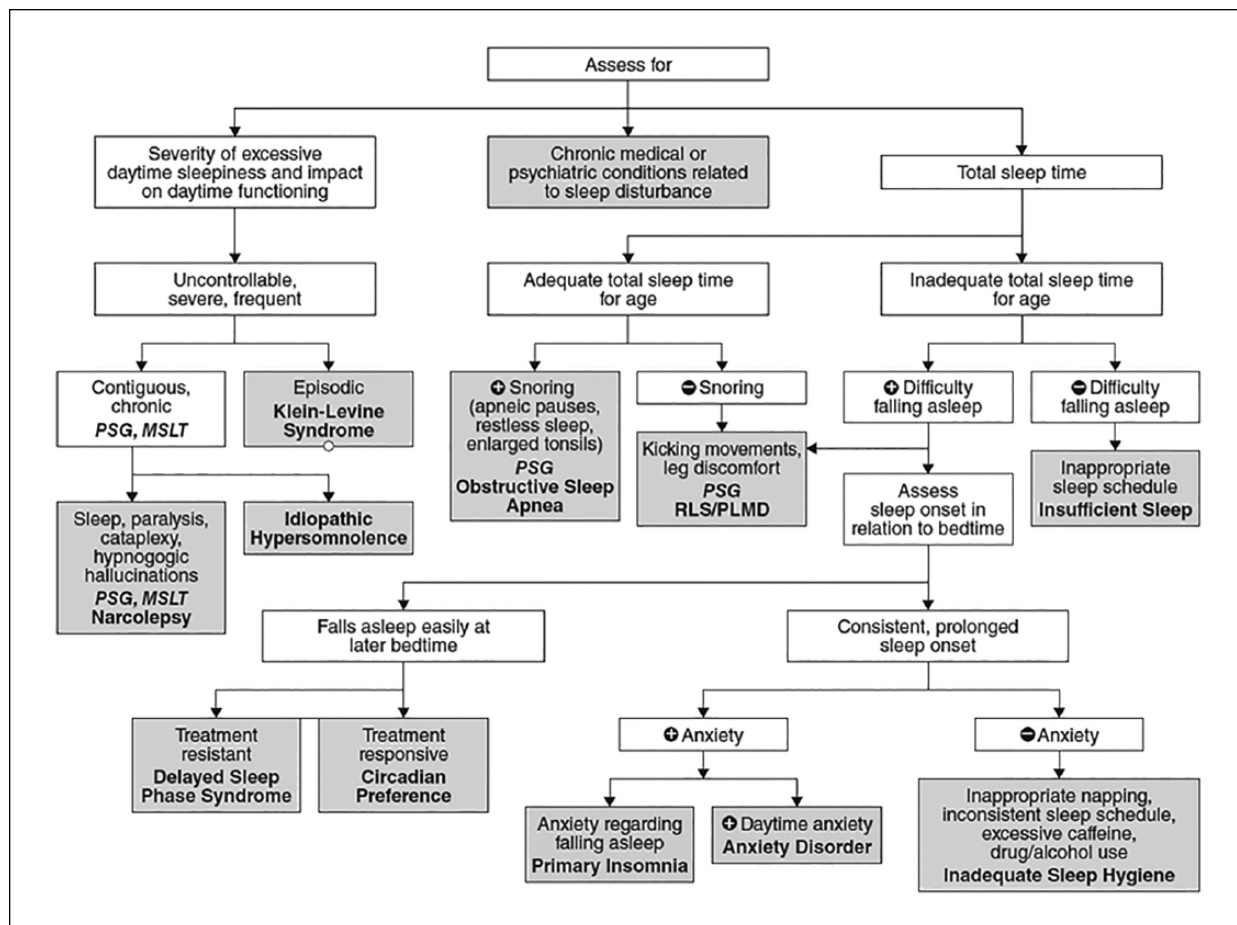 Assess for
Severity of excessive
daytime sleepiness and impact
on daytime functioning
Chronic medical or
psychiatric conditions related
to sleep disturbance
Total sleep time
Uncontrollable,
severe, frequent
Adequate total sleep time
for age
Inadequate total sleep time
for age
Contiguous,
chronic
PSG, MSLT
Episodic
Klein-Levine
Syndrome
+ Snoring
(apneic pauses,
restless sleep,
enlarged tonsils)
PSG
Obstructive Sleep
Apnea
− Snoring
Kicking movements,
leg discomfort
PSG
RLS/PLMD
+ Difficulty
falling asleep
− Difficulty
falling asleep
Inappropriate
sleep schedule
Insufficient Sleep
Assess
sleep onset in
relation to bedtime
Sleep, paralysis,
cataplexy,
hypnogogic
hallucinations
PSG, MSLT
Narcolepsy
Idiopathic
Hypersomnolence
Falls asleep easily at
later bedtime
Consistent, prolonged
sleep onset
Treatment
resistant
Delayed Sleep
Phase Syndrome
Treatment
responsive
Circadian
Preference
+ Anxiety
− Anxiety
Anxiety regarding
falling asleep
Primary Insomnia
+ Daytime anxiety
Anxiety Disorder
Inappropriate napping,
inconsistent sleep schedule,
excessive caffeine,
drug/alcohol use
Inadequate Sleep Hygiene